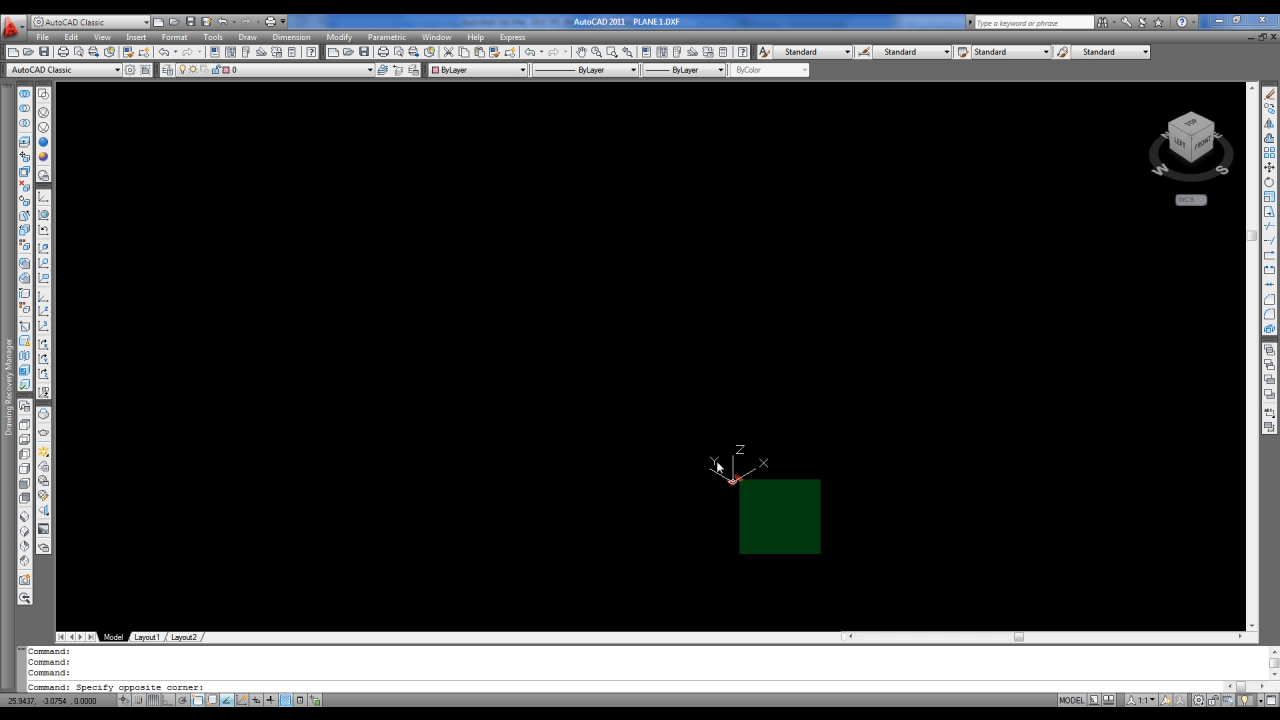 AutoCAD Classic
AutoCAD 2011 PLANE1.DXF
Type a keyword or phrase
File Edit View Insert Format Tools Draw Dimension Modify Parametric Window Help Express
Standard Standard Standard Standard
AutoCAD Classic 0 ByLayer ByLayer ByLayer ByColor
TOP
LEFT FRONT
W S
WCS
Drawing Recovery Manager
Z
Y X
Model Layout1 Layout2
Command:
Command:
Command:
Command: Specify opposite corner:
25.9437, -3.0754, 0.0000 MODEL 1:1